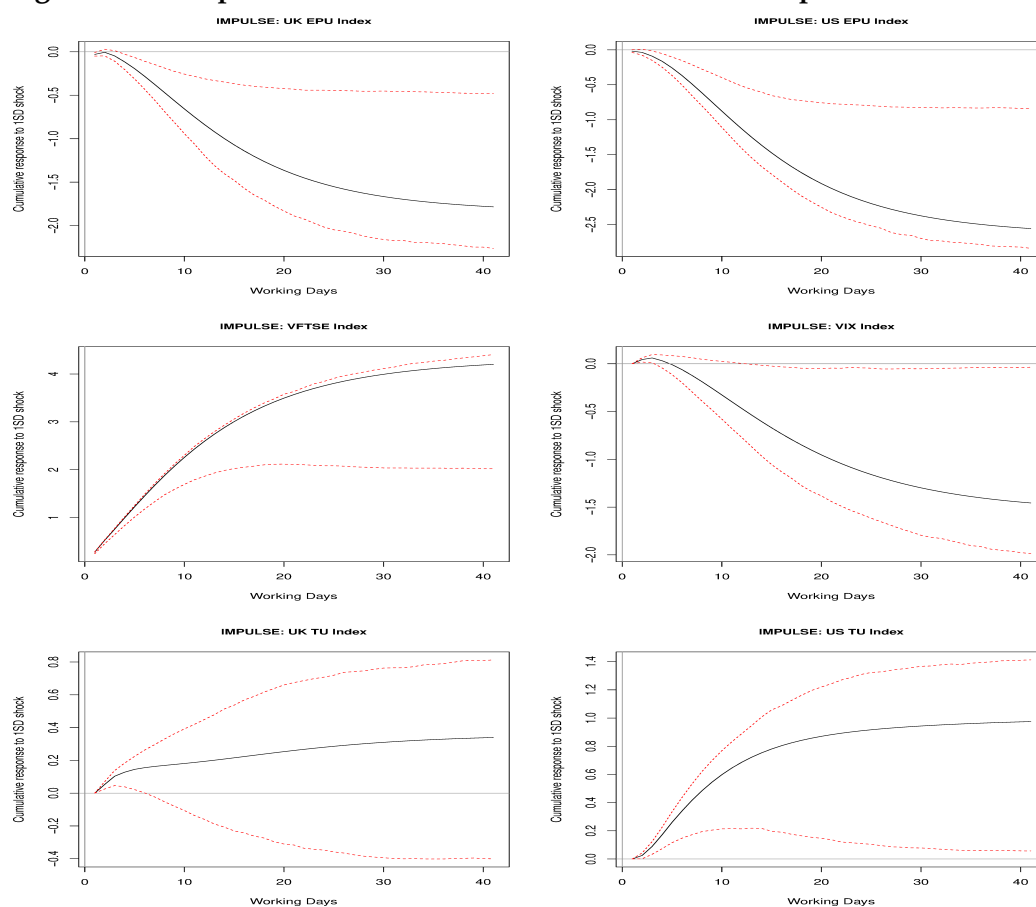 IMPULSE: UK EPU Index
Cumulative response to 1SD shock
0.0
-0.5
-1.0
-1.5
-2.0
0 10 20 30 40
Working Days
IMPULSE: US EPU Index
Cumulative response to 1SD shock
0.0
-0.5
-1.0
-1.5
-2.0
-2.5
0 10 20 30 40
Working Days
IMPULSE: VFTSE Index
Cumulative response to 1SD shock
4
3
2
1
0 10 20 30 40
Working Days
IMPULSE: VIX Index
Cumulative response to 1SD shock
0.0
-0.5
-1.0
-1.5
-2.0
0 10 20 30 40
Working Days
IMPULSE: UK TU Index
Cumulative response to 1SD shock
0.8
0.6
0.4
0.2
0.0
-0.2
-0.4
0 10 20 30 40
Working Days
IMPULSE: US TU Index
Cumulative response to 1SD shock
1.4
1.2
1.0
0.8
0.6
0.4
0.2
0.0
0 10 20 30 40
Working Days